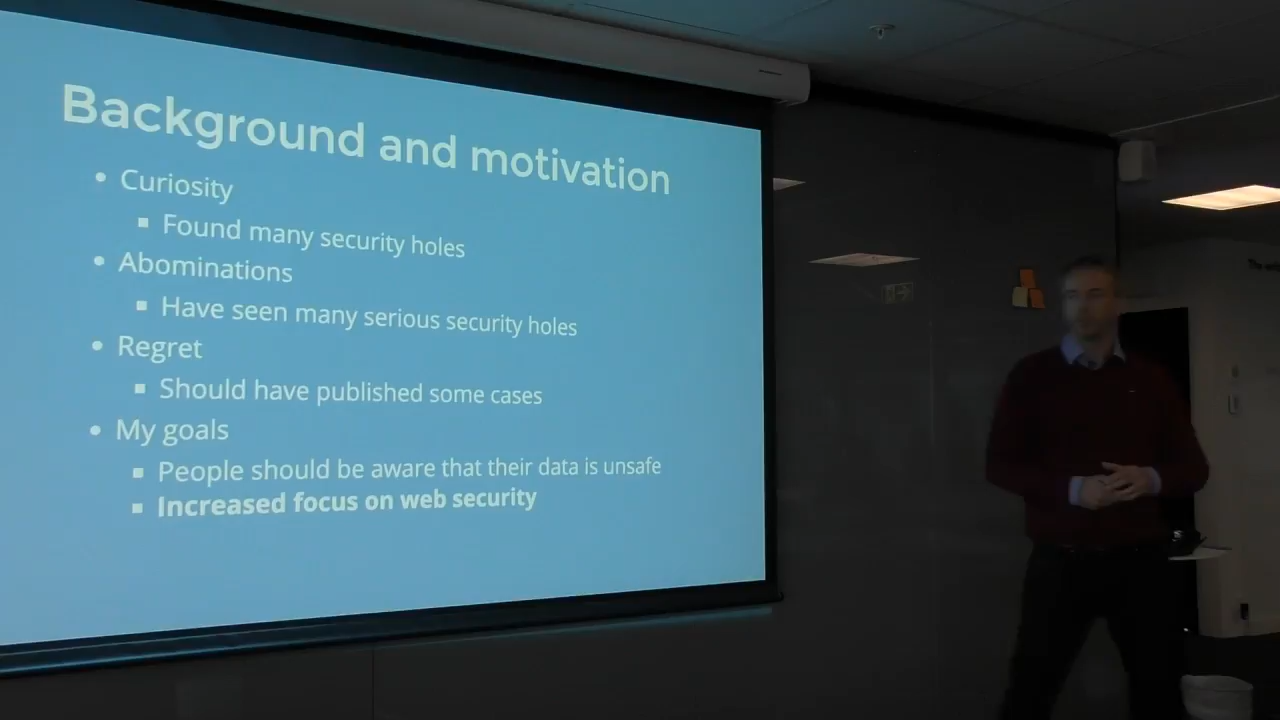 Background and motivation
Curiosity
Found many security holes
Abominations
Have seen many serious security holes
Regret
Should have published some cases
My goals
People should be aware that their data is unsafe
Increased focus on web security